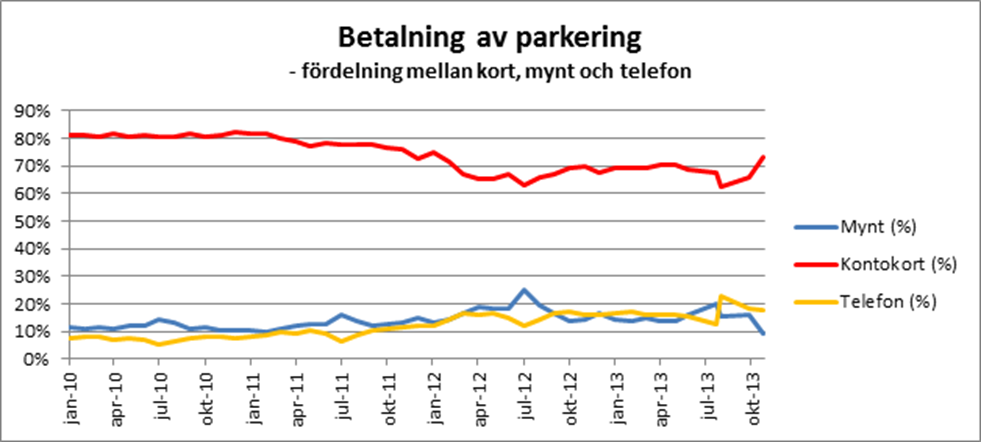 Betalning av parkering
- fördelning mellan kort, mynt och telefon
90%
80%
70%
60%
50%
40%
30%
20%
10%
0%
jan-10
apr-10
jul-10
okt-10
jan-11
apr-11
jul-11
okt-11
jan-12
apr-12
jul-12
okt-12
jan-13
apr-13
jul-13
okt-13
Mynt (%)
Kontokort (%)
Telefon (%)